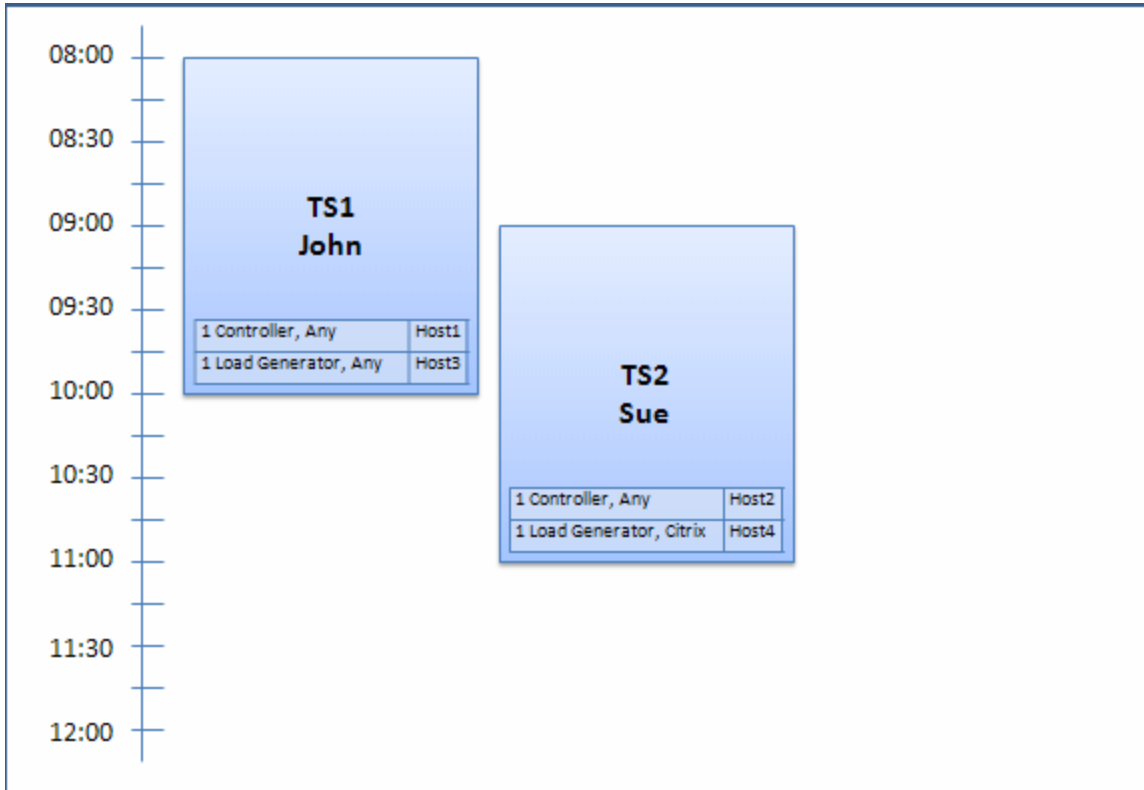 08:00
08:30
09:00
09:30
10:00
10:30
11:00
11:30
12:00
TS1
John
1 Controller, Any Host1
1 Load Generator, Any Host3
TS2
Sue
1 Controller, Any Host2
1 Load Generator, Citrix Host4